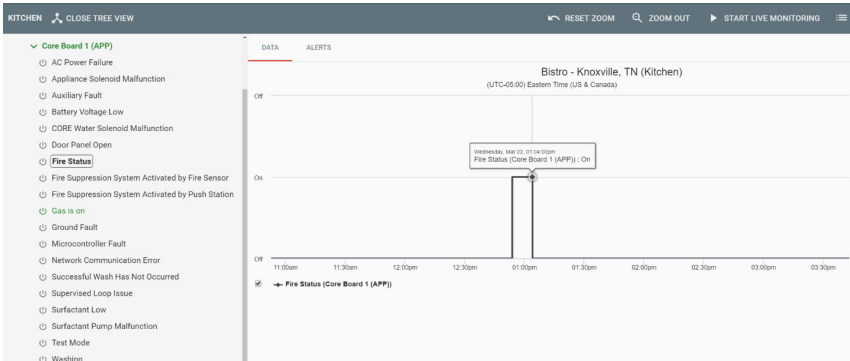 KITCHEN CLOSE TREE VIEW RESET ZOOM ZOOM OUT START LIVE MONITORING
Core Board 1 (APP)
AC Power Failure
Appliance Solenoid Malfunction
Auxiliary Fault
Battery Voltage Low
CORE Water Solenoid Malfunction
Door Panel Open
Fire Status
Fire Suppression System Activated by Fire Sensor
Fire Suppression System Activated by Push Station
Gas is on
Ground Fault
Microcontroller Fault
Network Communication Error
Successful Wash Has Not Occurred
Supervised Loop Issue
Surfactant Low
Surfactant Pump Malfunction
Test Mode
Washing
DATA ALERTS
Bistro - Knoxville, TN (Kitchen)
(UTC-05:00) Eastern Time (US & Canada)
Off
Wednesday, Mar 22, 01:04:00pm
Fire Status (Core Board 1 (APP)) : On
On
Off
11:00am 11:30am 12:00pm 12:30pm 01:00pm 01:30pm 02:00pm 02:30pm 03:00pm 03:30pm
Fire Status (Core Board 1 (APP))